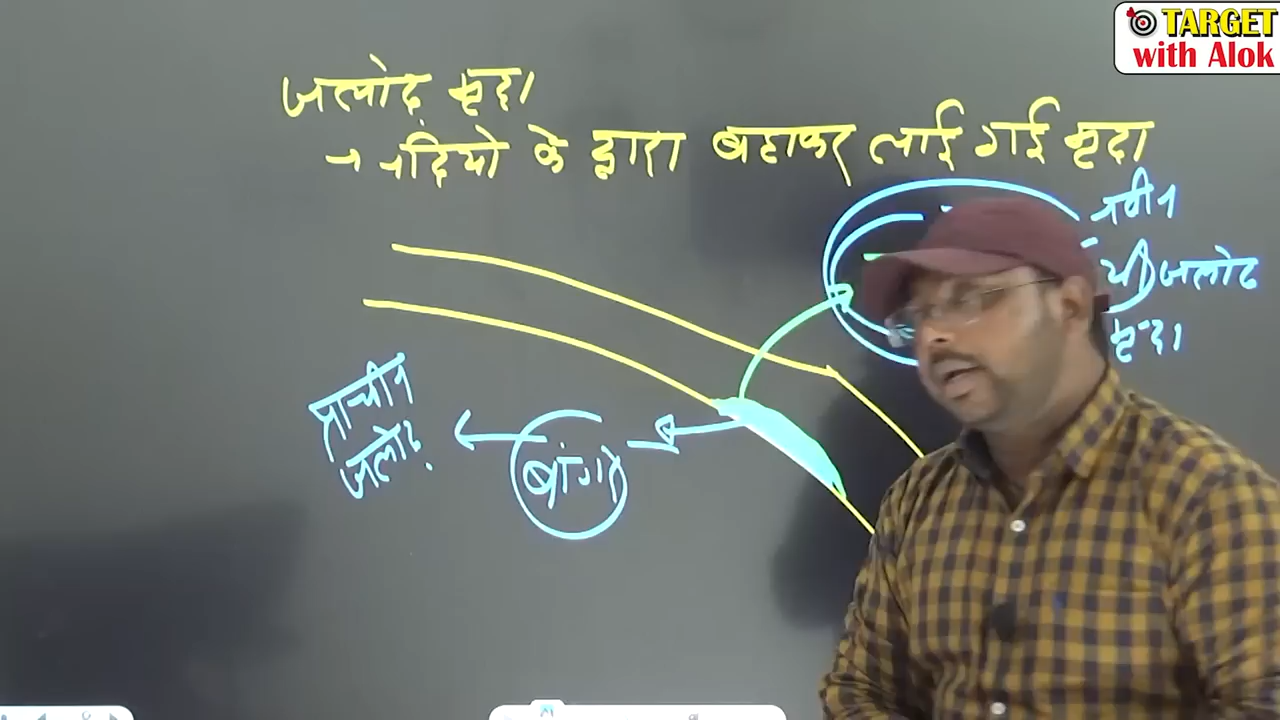 TARGET
with Alok
जलोढ़ मृदा
→ नदियो के द्वारा बहाकर लाई गई मृदा
नवीन
जलोढ
मृदा
प्राचीन
जलोढ़
बांगर